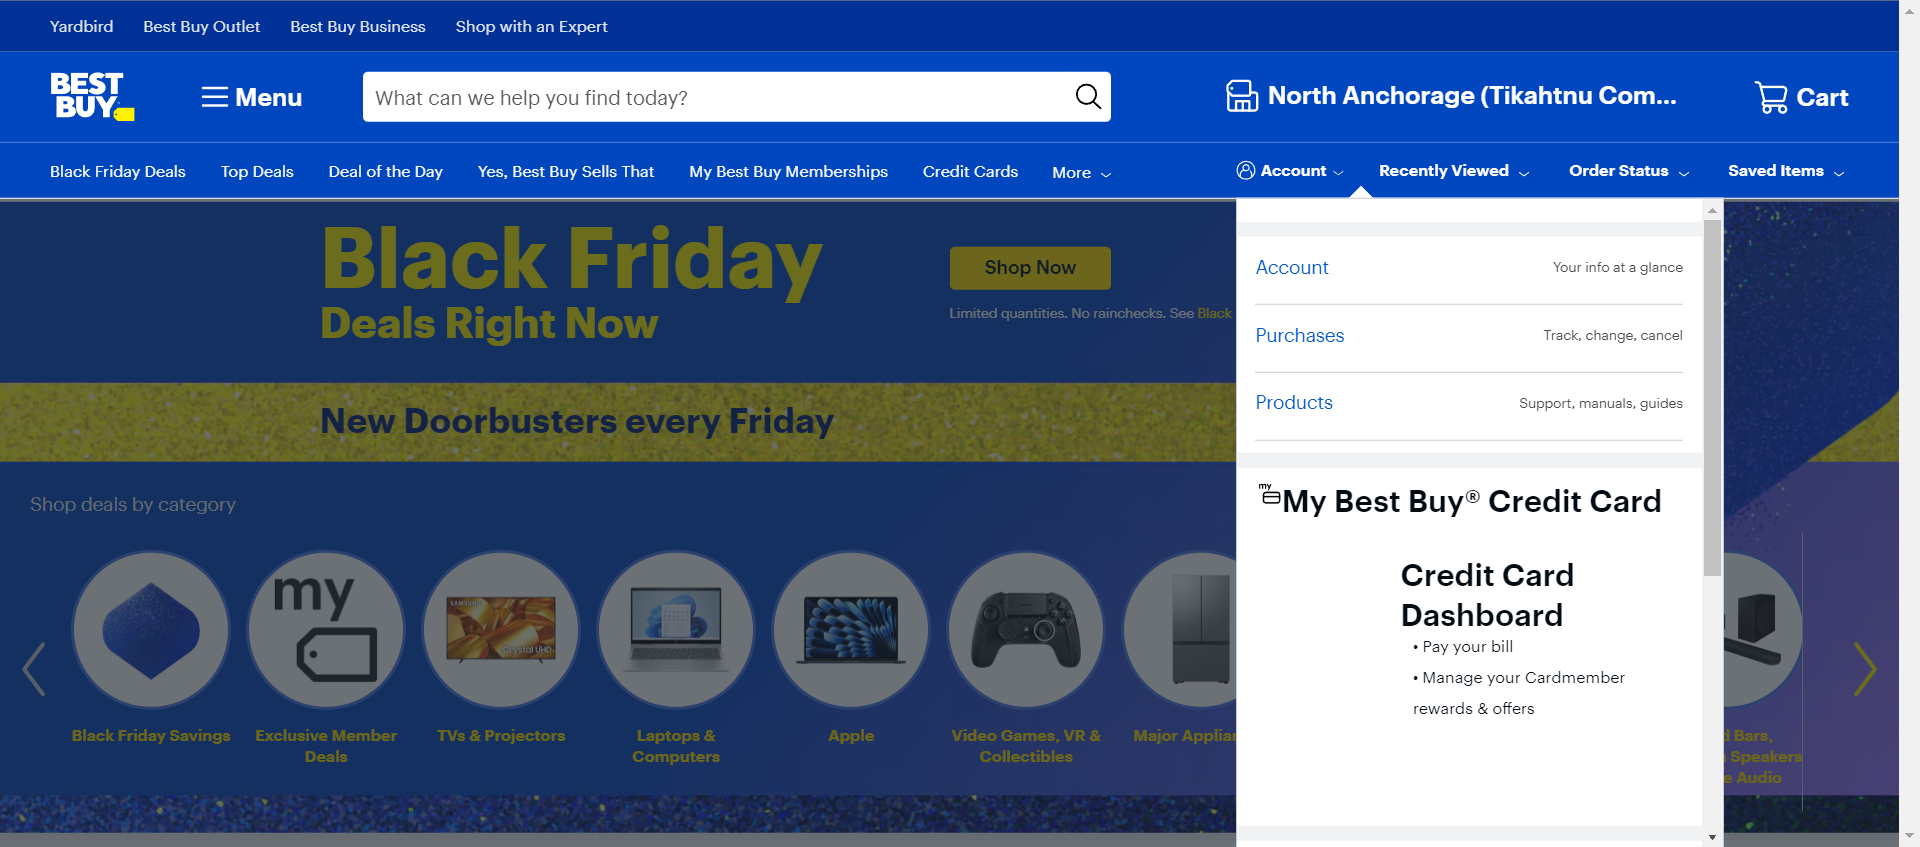 Yardbird
Best Buy Outlet
Best Buy Business
Shop with an Expert
BEST
BUY
Menu
What can we help you find today?
North Anchorage (Tikahtnu Com...
Cart
Black Friday Deals
Top Deals
Deal of the Day
Yes, Best Buy Sells That
My Best Buy Memberships
Credit Cards
More
Account
Recently Viewed
Order Status
Saved Items
Black Friday
Deals Right Now
Shop Now
Limited quantities. No rainchecks. See Black
New Doorbusters every Friday
Account
Your info at a glance
Purchases
Track, change, cancel
Products
Support, manuals, guides
my
My Best Buy® Credit Card
Credit Card
Dashboard
• Pay your bill
• Manage your Cardmember
rewards & offers
Shop deals by category
my
SAMSUNG
Crystal UHD
Black Friday Savings
Exclusive Member
Deals
TVs & Projectors
Laptops &
Computers
Apple
Video Games, VR &
Collectibles
Major Applian
d Bars,
Speakers
e Audio